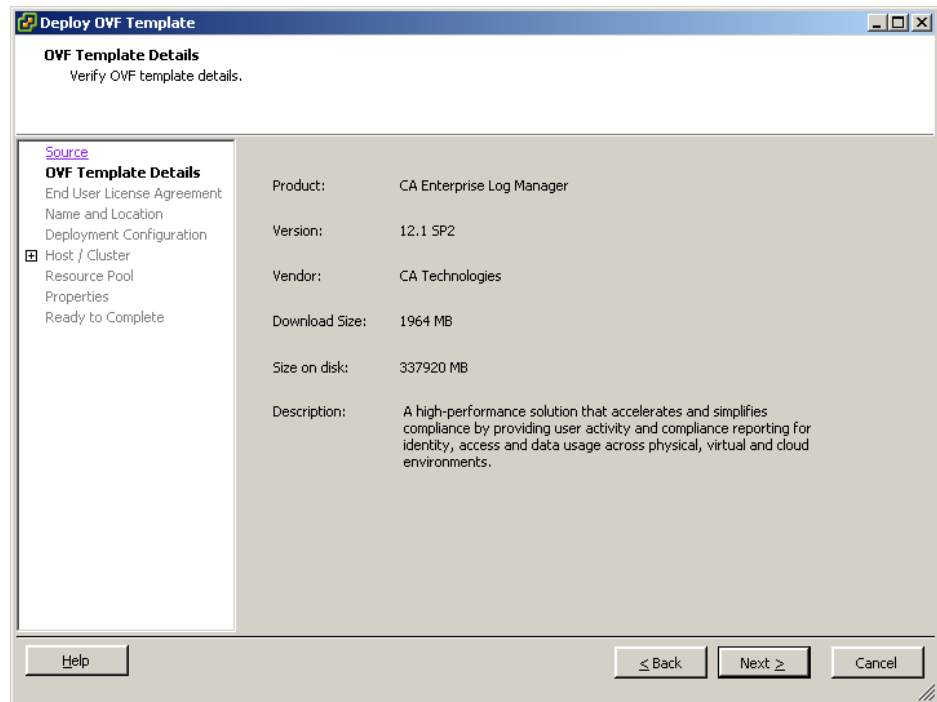 Deploy OVF Template
OVF Template Details
Verify OVF template details.
Source
OVF Template Details
End User License Agreement
Name and Location
Deployment Configuration
Host / Cluster
Resource Pool
Properties
Ready to Complete
Product: CA Enterprise Log Manager
Version: 12.1 SP2
Vendor: CA Technologies
Download Size: 1964 MB
Size on disk: 337920 MB
Description: A high-performance solution that accelerates and simplifies
compliance by providing user activity and compliance reporting for
identity, access and data usage across physical, virtual and cloud
environments.
Help
≤ Back
Next ≥
Cancel